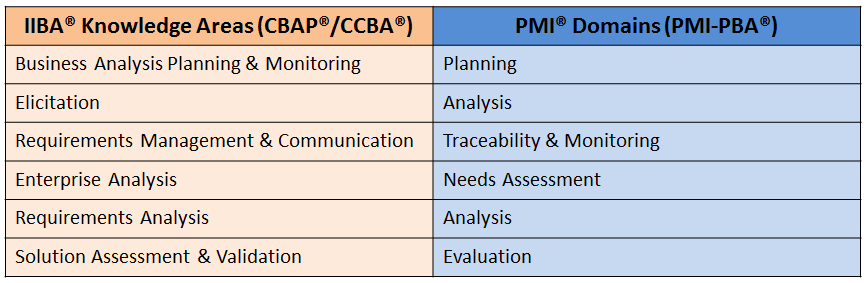 IIBA® Knowledge Areas (CBAP®/CCBA®) PMI® Domains (PMI-PBA®)
Business Analysis Planning & Monitoring Planning
Elicitation Analysis
Requirements Management & Communication Traceability & Monitoring
Enterprise Analysis Needs Assessment
Requirements Analysis Analysis
Solution Assessment & Validation Evaluation